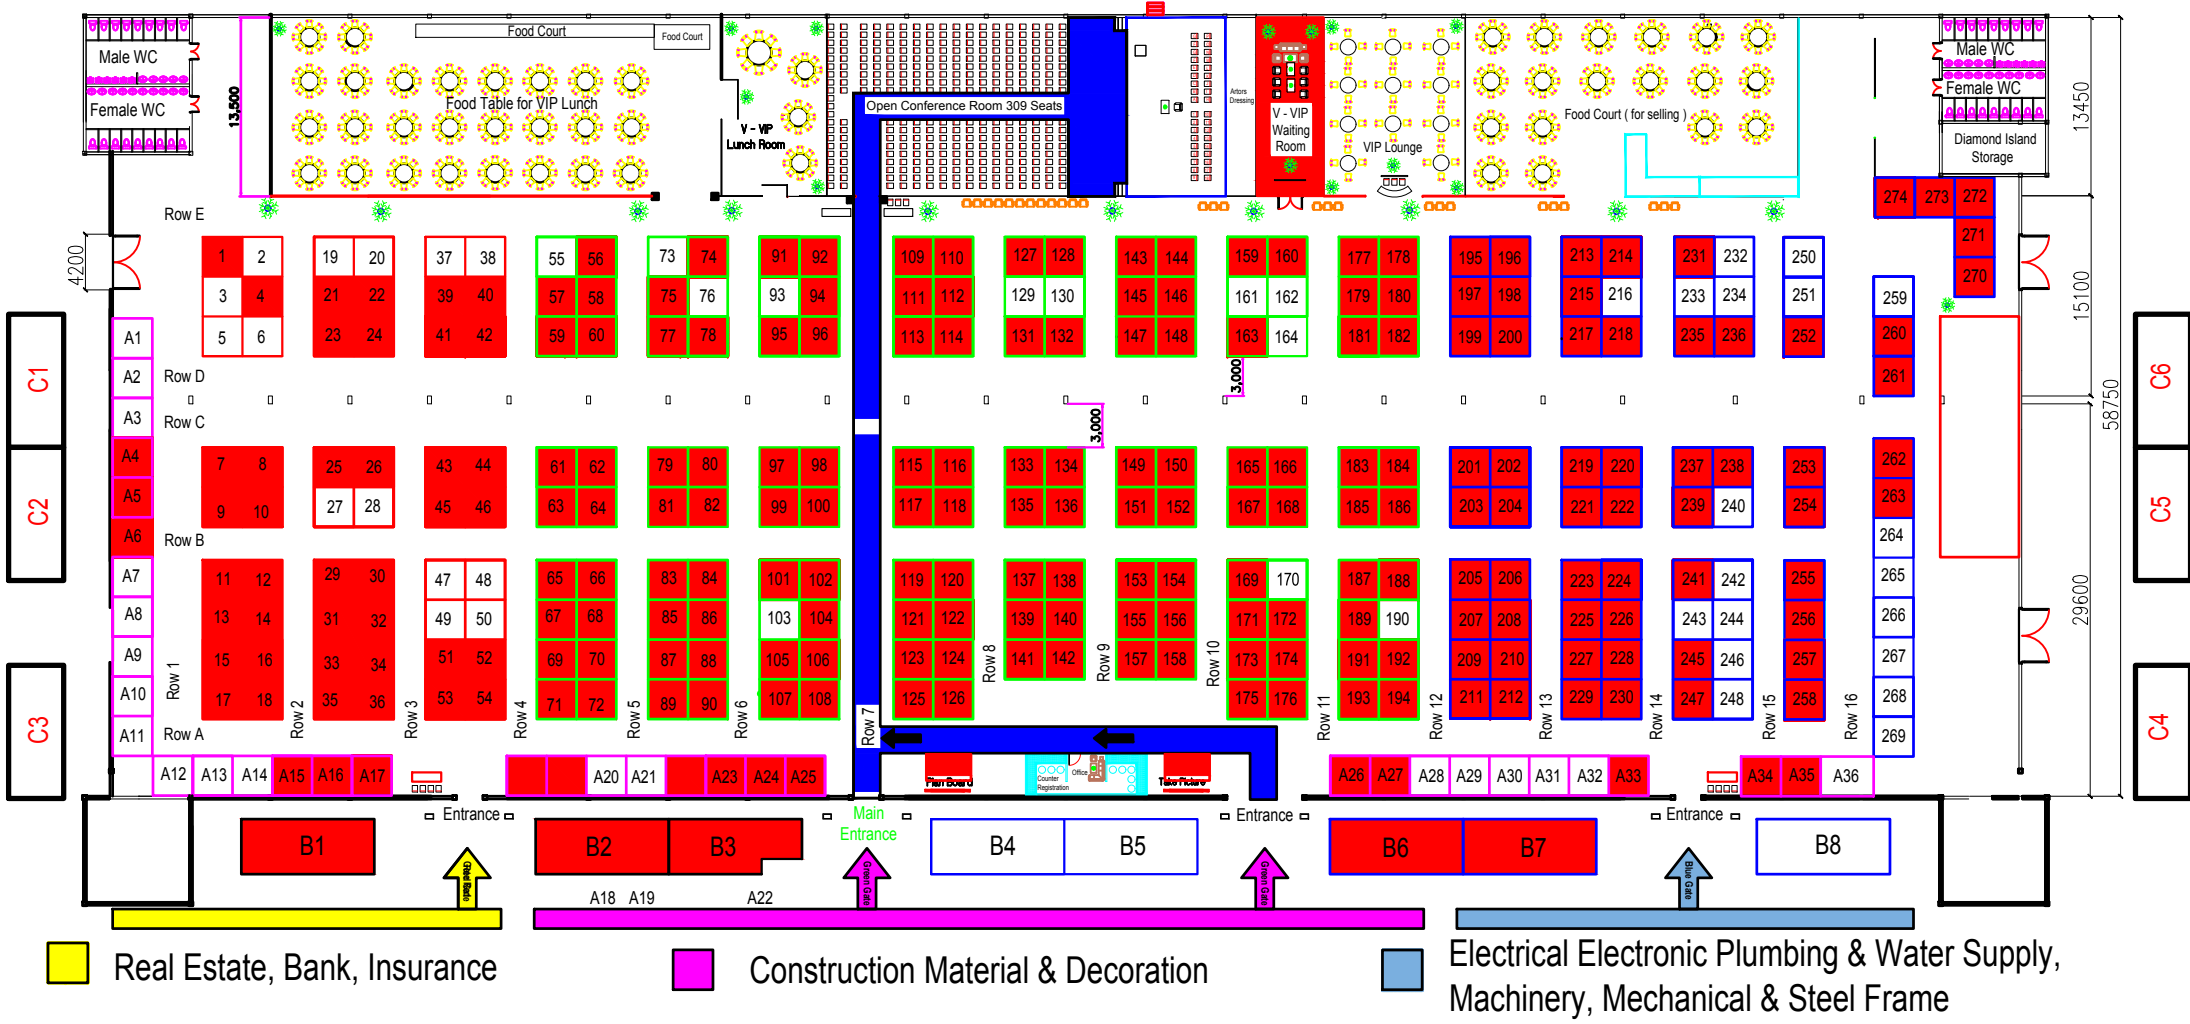 Male WC
Female WC
13,500
Food Court
Food Court
Food Table for VIP Lunch
V - VIP
Lunch Room
Open Conference Room 309 Seats
Artors
Dressing
V - VIP
Waiting
Room
VIP Lounge
Food Court ( for selling )
Male WC
Female WC
Diamond Island
Storage
13450
15100
58750
29600
4200
Row E
1 2 19 20 37 38 55 56 73 74 91 92 109 110 127 128 143 144 159 160 177 178 195 196 213 214 231 232 250
3 4 21 22 39 40 57 58 75 76 93 94 111 112 129 130 145 146 161 162 179 180 197 198 215 216 233 234 251 259
5 6 23 24 41 42 59 60 77 78 95 96 113 114 131 132 147 148 163 164 181 182 199 200 217 218 235 236 252 260
261
274 273 272
271
270
Row D
3,000
3,000
Row C
7 8 25 26 43 44 61 62 79 80 97 98 115 116 133 134 149 150 165 166 183 184 201 202 219 220 237 238 253 262
9 10 27 28 45 46 63 64 81 82 99 100 117 118 135 136 151 152 167 168 185 186 203 204 221 222 239 240 254 263
264
Row B
11 12 29 30 47 48 65 66 83 84 101 102 119 120 137 138 153 154 169 170 187 188 205 206 223 224 241 242 255 265
13 14 31 32 49 50 67 68 85 86 103 104 121 122 139 140 155 156 171 172 189 190 207 208 225 226 243 244 256 266
15 16 33 34 51 52 69 70 87 88 105 106 123 124 141 142 157 158 173 174 191 192 209 210 227 228 245 246 257 267
17 18 35 36 53 54 71 72 89 90 107 108 125 126 175 176 193 194 211 212 229 230 247 248 258 268
269
Row A
Row 1
Row 2
Row 3
Row 4
Row 5
Row 6
Row 7
Row 8
Row 9
Row 10
Row 11
Row 12
Row 13
Row 14
Row 15
Row 16
A1
A2
A3
A4
A5
A6
A7
A8
A9
A10
A11
C1
C2
C3
C6
C5
C4
A12 A13 A14 A15 A16 A17 A20 A21 A23 A24 A25 A26 A27 A28 A29 A30 A31 A32 A33 A34 A35 A36
Plan Board
Counter
Registration
Office
Take Picture
Entrance
Main
Entrance
Entrance
Entrance
B1 B2 B3 B4 B5 B6 B7 B8
A18 A19 A22
Green Gate
Green Gate
Blue Gate
Real Estate, Bank, Insurance
Construction Material & Decoration
Electrical Electronic Plumbing & Water Supply,
Machinery, Mechanical & Steel Frame